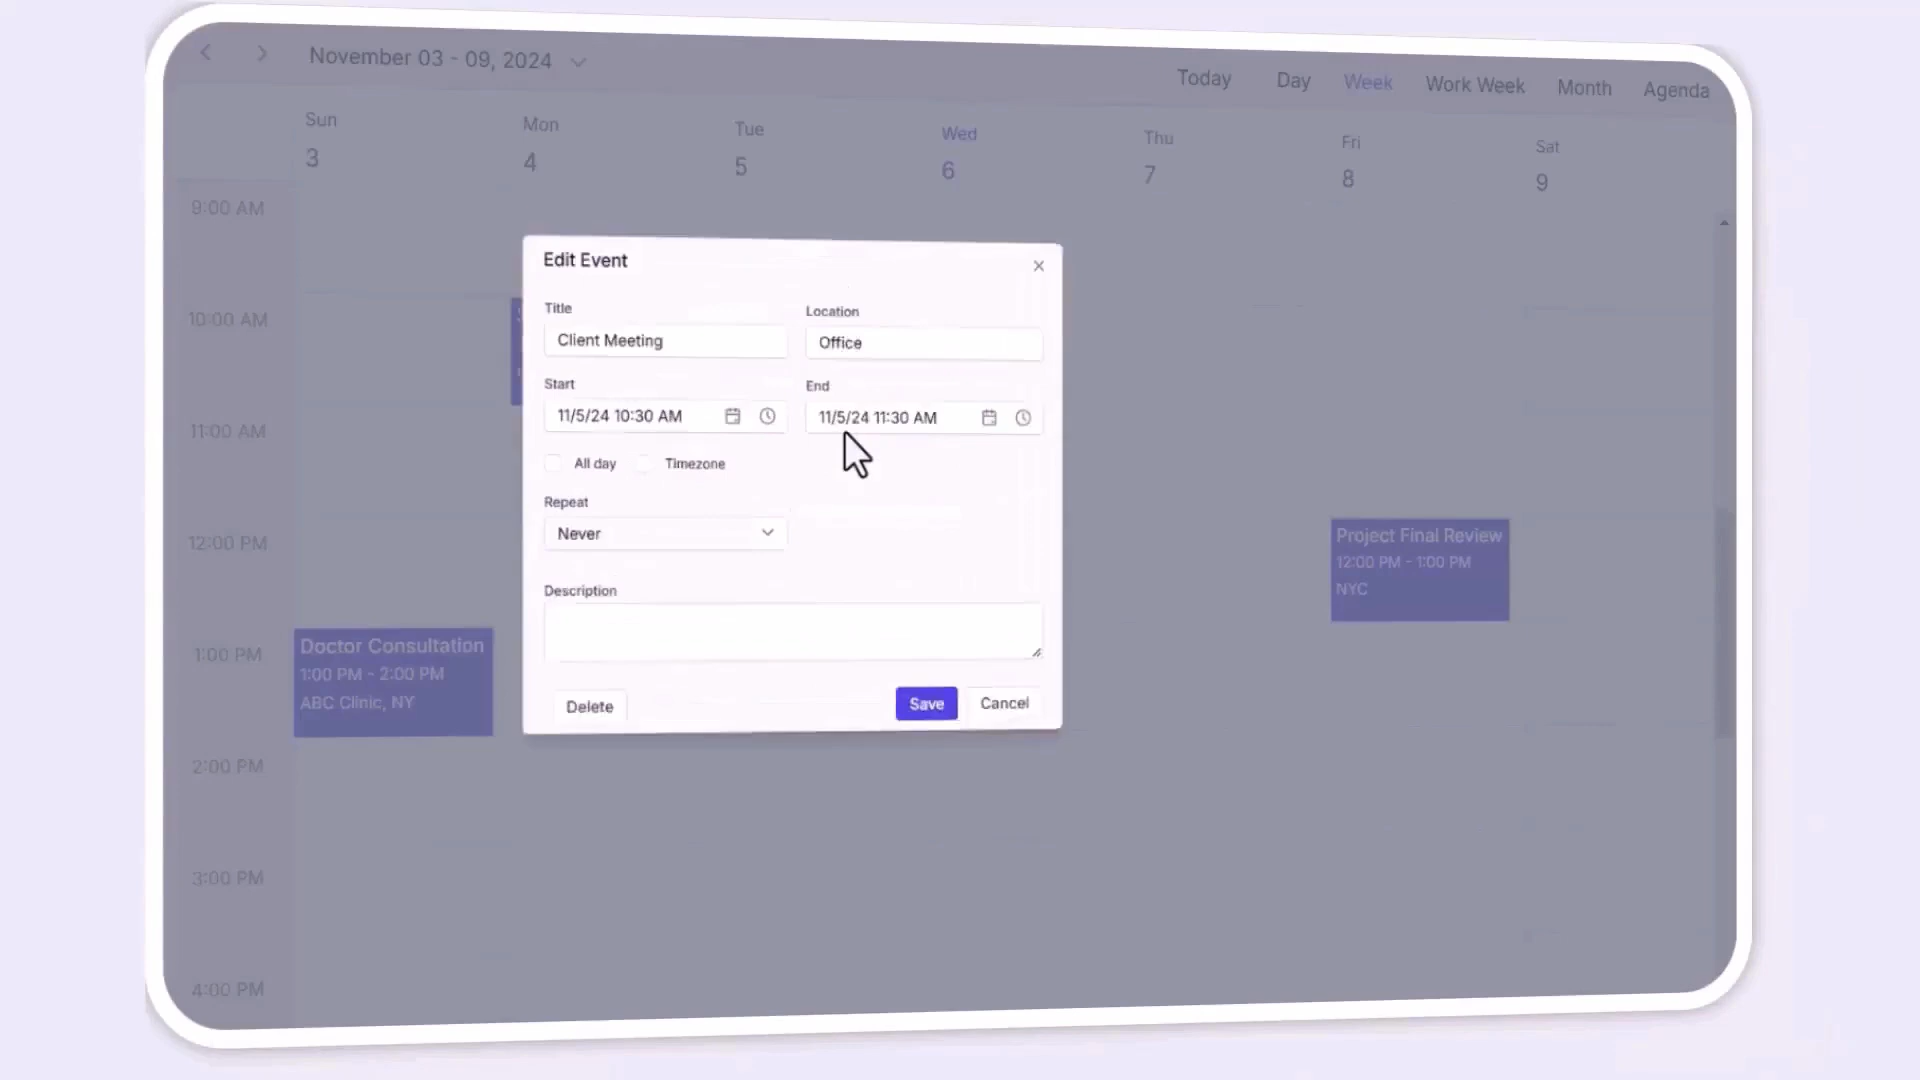 November 03 - 09, 2024
Today Day Week Work Week Month Agenda
Sun Mon Tue Wed Thu Fri Sat
3 4 5 6 7 8 9
9:00 AM
10:00 AM
11:00 AM
12:00 PM
1:00 PM
2:00 PM
3:00 PM
4:00 PM
Edit Event
Title
Client Meeting
Location
Office
Start
11/5/24 10:30 AM
End
11/5/24 11:30 AM
All day
Timezone
Repeat
Never
Description
Delete
Save
Cancel
Doctor Consultation
1:00 PM - 2:00 PM
ABC Clinic, NY
Project Final Review
12:00 PM - 1:00 PM
NYC